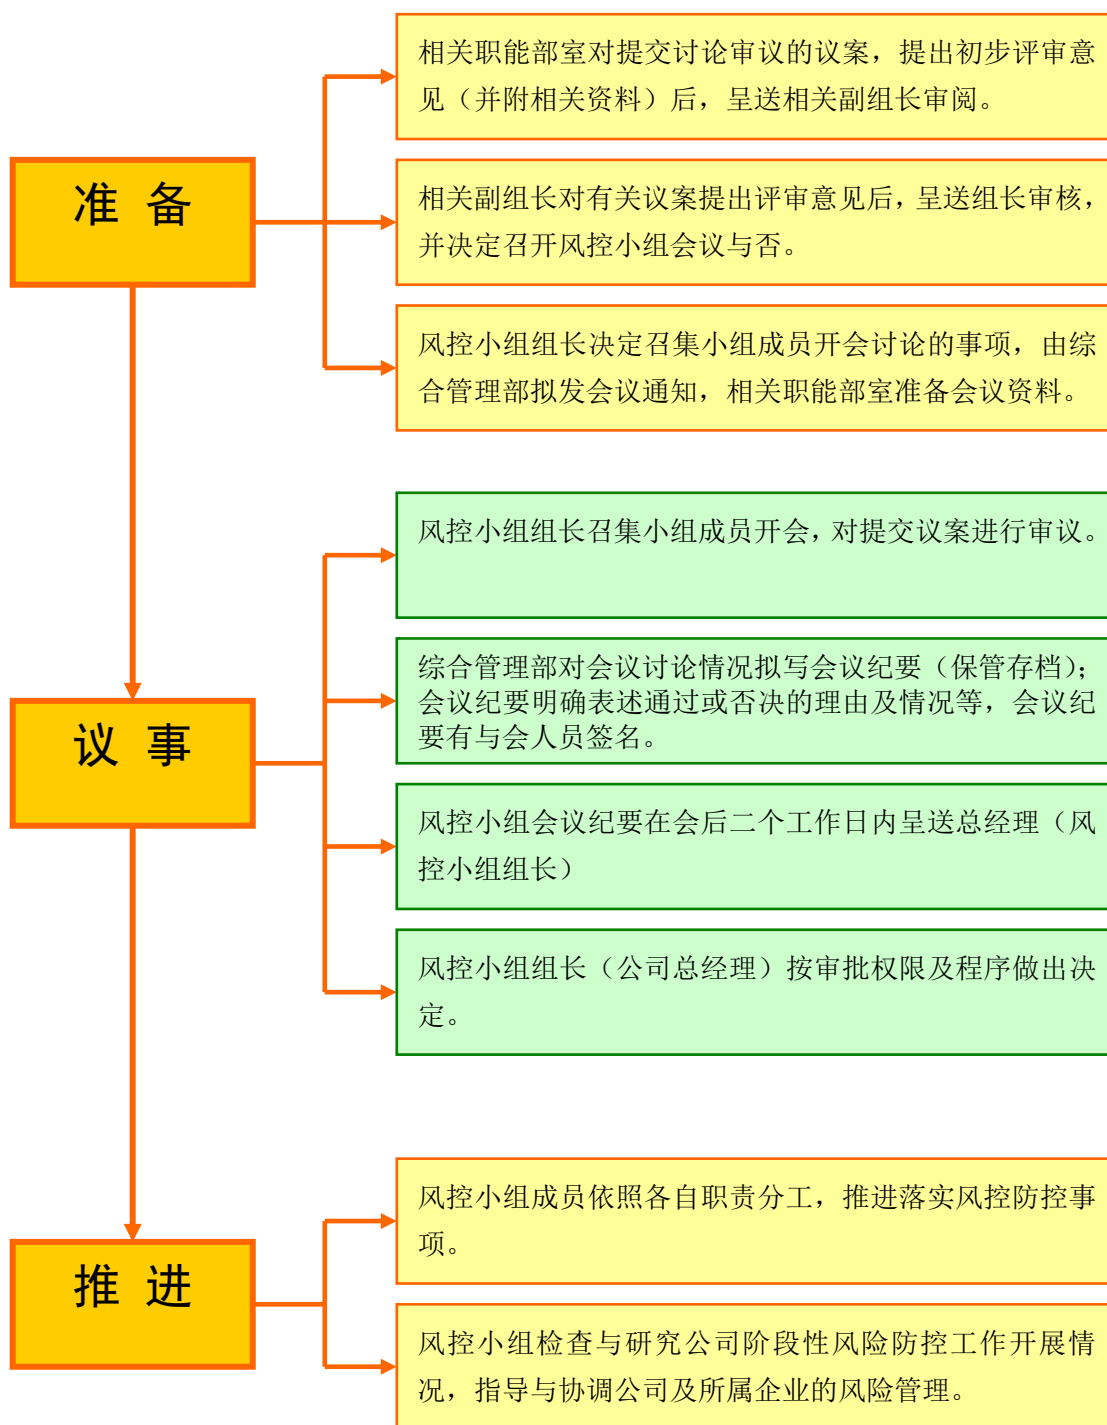 相关职能部室对提交讨论审议的议案，提出初步评审意
见（并附相关资料）后，呈送相关副组长审阅。
准 备
相关副组长对有关议案提出评审意见后，呈送组长审核，
并决定召开风控小组会议与否。
风控小组组长决定召集小组成员开会讨论的事项，由综
合管理部拟发会议通知，相关职能部室准备会议资料。
风控小组组长召集小组成员开会，对提交议案进行审议。
综合管理部对会议讨论情况拟写会议纪要（保管存档）；
会议纪要明确表述通过或否决的理由及情况等，会议纪
要有与会人员签名。
议 事
风控小组会议纪要在会后二个工作日内呈送总经理（风
控小组组长）
风控小组组长（公司总经理）按审批权限及程序做出决
定。
风控小组成员依照各自职责分工，推进落实风控防控事
项。
推 进
风控小组检查与研究公司阶段性风险防控工作开展情
况，指导与协调公司及所属企业的风险管理。